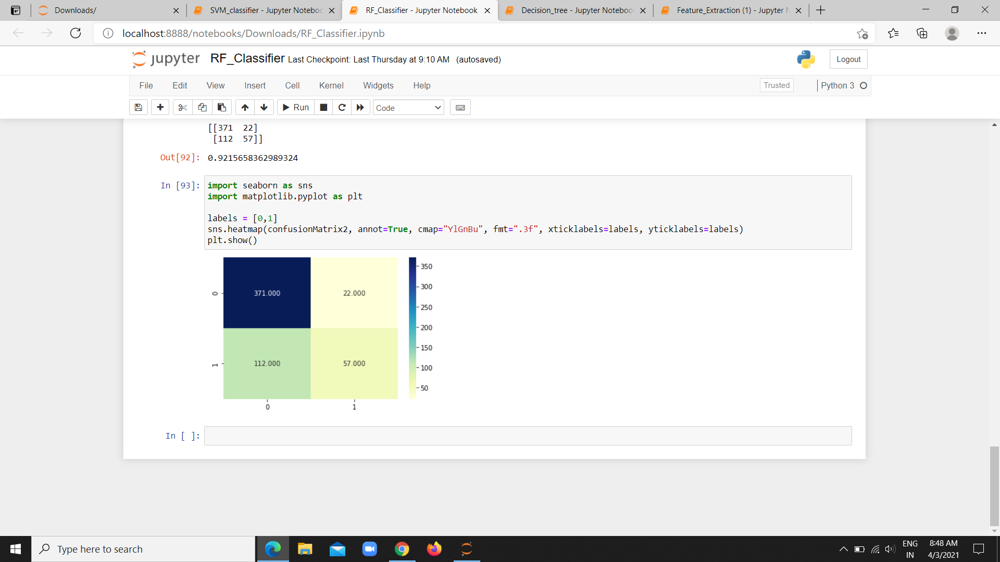 Downloads/
SVM_classifier - Jupyter Noteboo
RF_Classifier - Jupyter Notebook
Decision_tree - Jupyter Noteboo
Feature_Extraction (1) - Jupyter N
localhost:8888/notebooks/Downloads/RF_Classifier.ipynb
jupyter RF_Classifier Last Checkpoint: Last Thursday at 9:10 AM (autosaved)
Logout
File Edit View Insert Cell Kernel Widgets Help
Trusted
Python 3
Run
Code
[[371 22]
[112 57]]
Out[92]: 0.9215658362989324
In [93]: import seaborn as sns
import matplotlib.pyplot as plt
labels = [0,1]
sns.heatmap(confusionMatrix2, annot=True, cmap="YlGnBu", fmt=".3f", xticklabels=labels, yticklabels=labels)
plt.show()
350
0 371.000 22.000
300
250
200
150
1 112.000 57.000
100
50
0 1
In [ ]:
Type here to search
ENG
IN
8:48 AM
4/3/2021